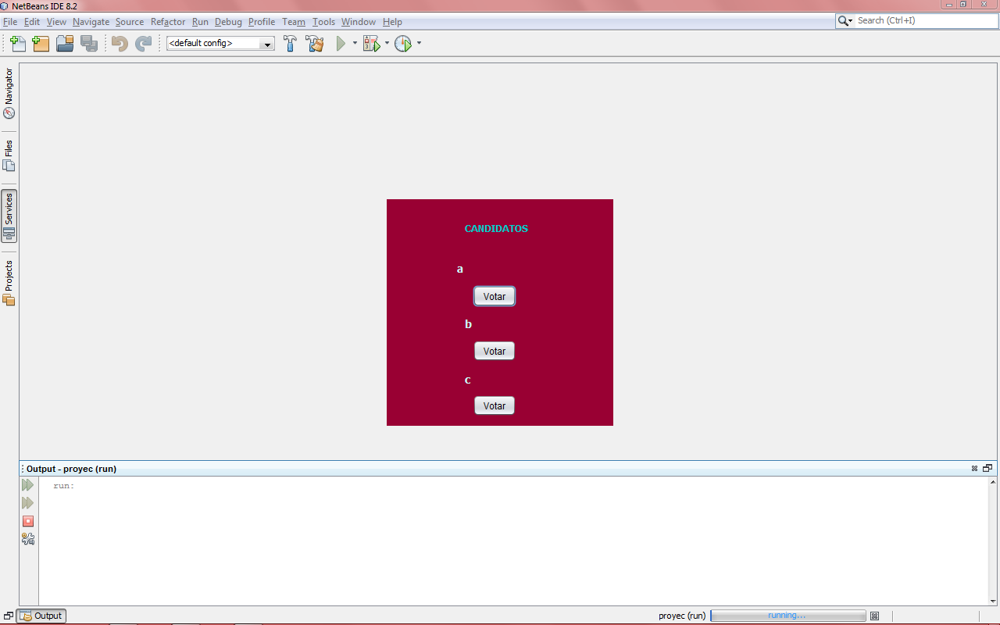 NetBeans IDE 8.2
File Edit View Navigate Source Refactor Run Debug Profile Team Tools Window Help
Search (Ctrl+I)
<default config>
Navigator
Files
Services
Projects
CANDIDATOS
a
Votar
b
Votar
c
Votar
Output - proyec (run)
run:
Output
proyec (run)
running...